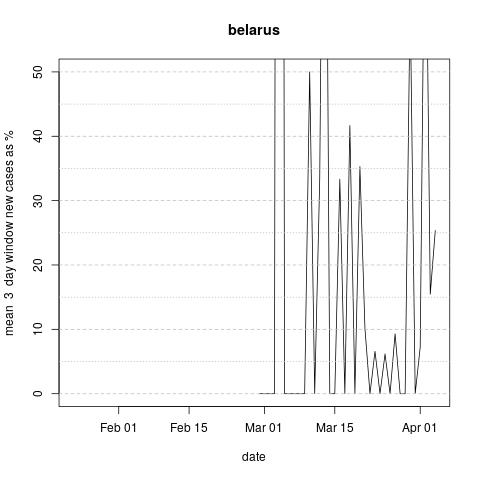 belarus
mean 3 day window new cases as %
50
40
30
20
10
0
Feb 01
Feb 15
Mar 01
Mar 15
Apr 01
date